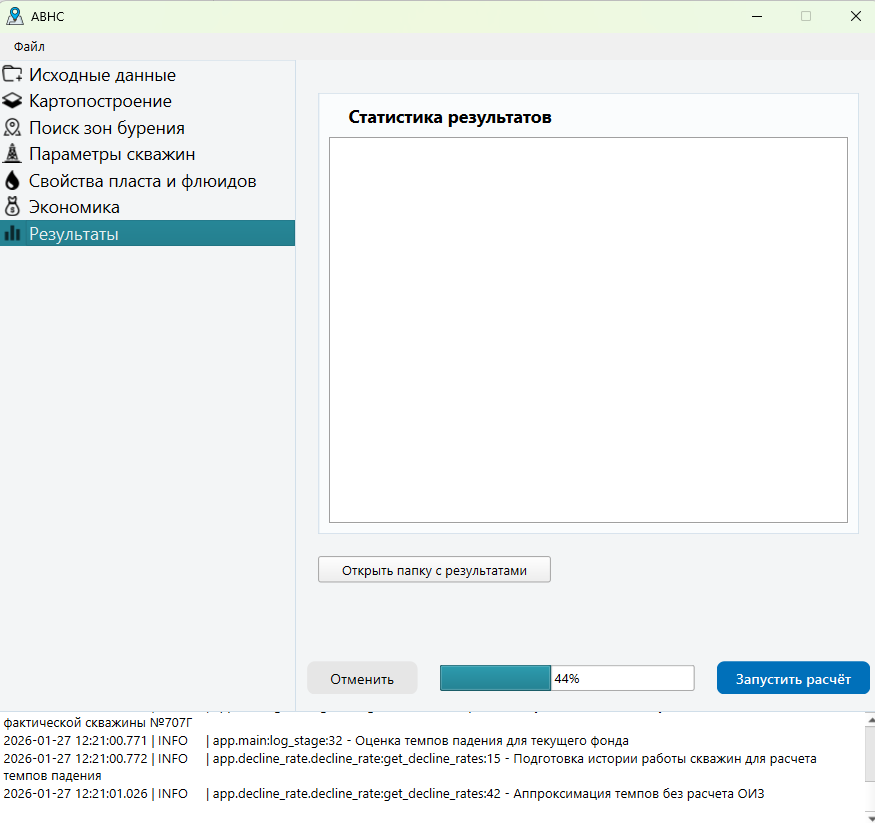 АВНС
Файл
Исходные данные
Картопостроение
Поиск зон бурения
Параметры скважин
Свойства пласта и флюидов
Экономика
Результаты
Статистика результатов
Открыть папку с результатами
Отменить
44%
Запустить расчёт
фактической скважины №707Г
2026-01-27 12:21:00.771 | INFO | app.main:log_stage:32 - Оценка темпов падения для текущего фонда
2026-01-27 12:21:00.772 | INFO | app.decline_rate.decline_rate:get_decline_rates:15 - Подготовка истории работы скважин для расчета
темпов падения
2026-01-27 12:21:01.026 | INFO | app.decline_rate.decline_rate:get_decline_rates:42 - Аппроксимация темпов без расчета ОИЗ